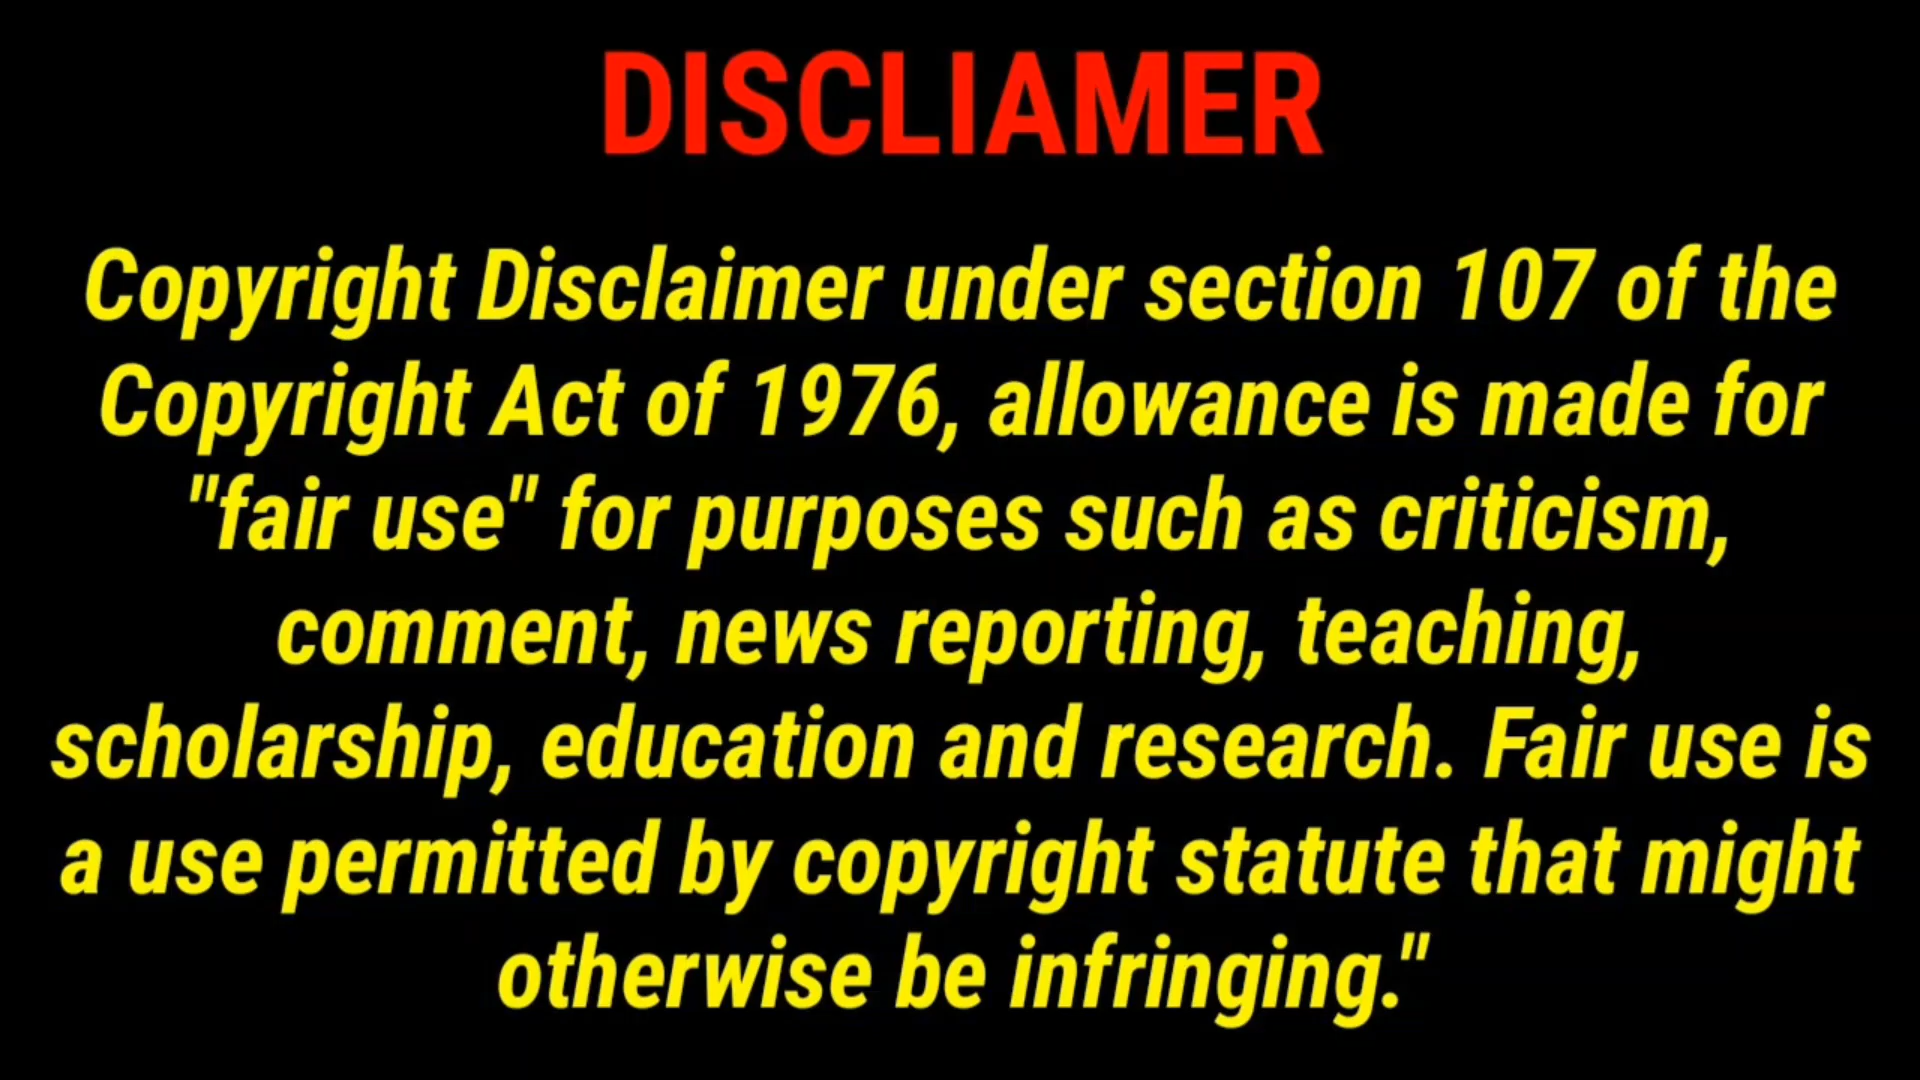 DISCLIAMER
Copyright Disclaimer under section 107 of the
Copyright Act of 1976, allowance is made for
"fair use" for purposes such as criticism,
comment, news reporting, teaching,
scholarship, education and research. Fair use is
a use permitted by copyright statute that might
otherwise be infringing."